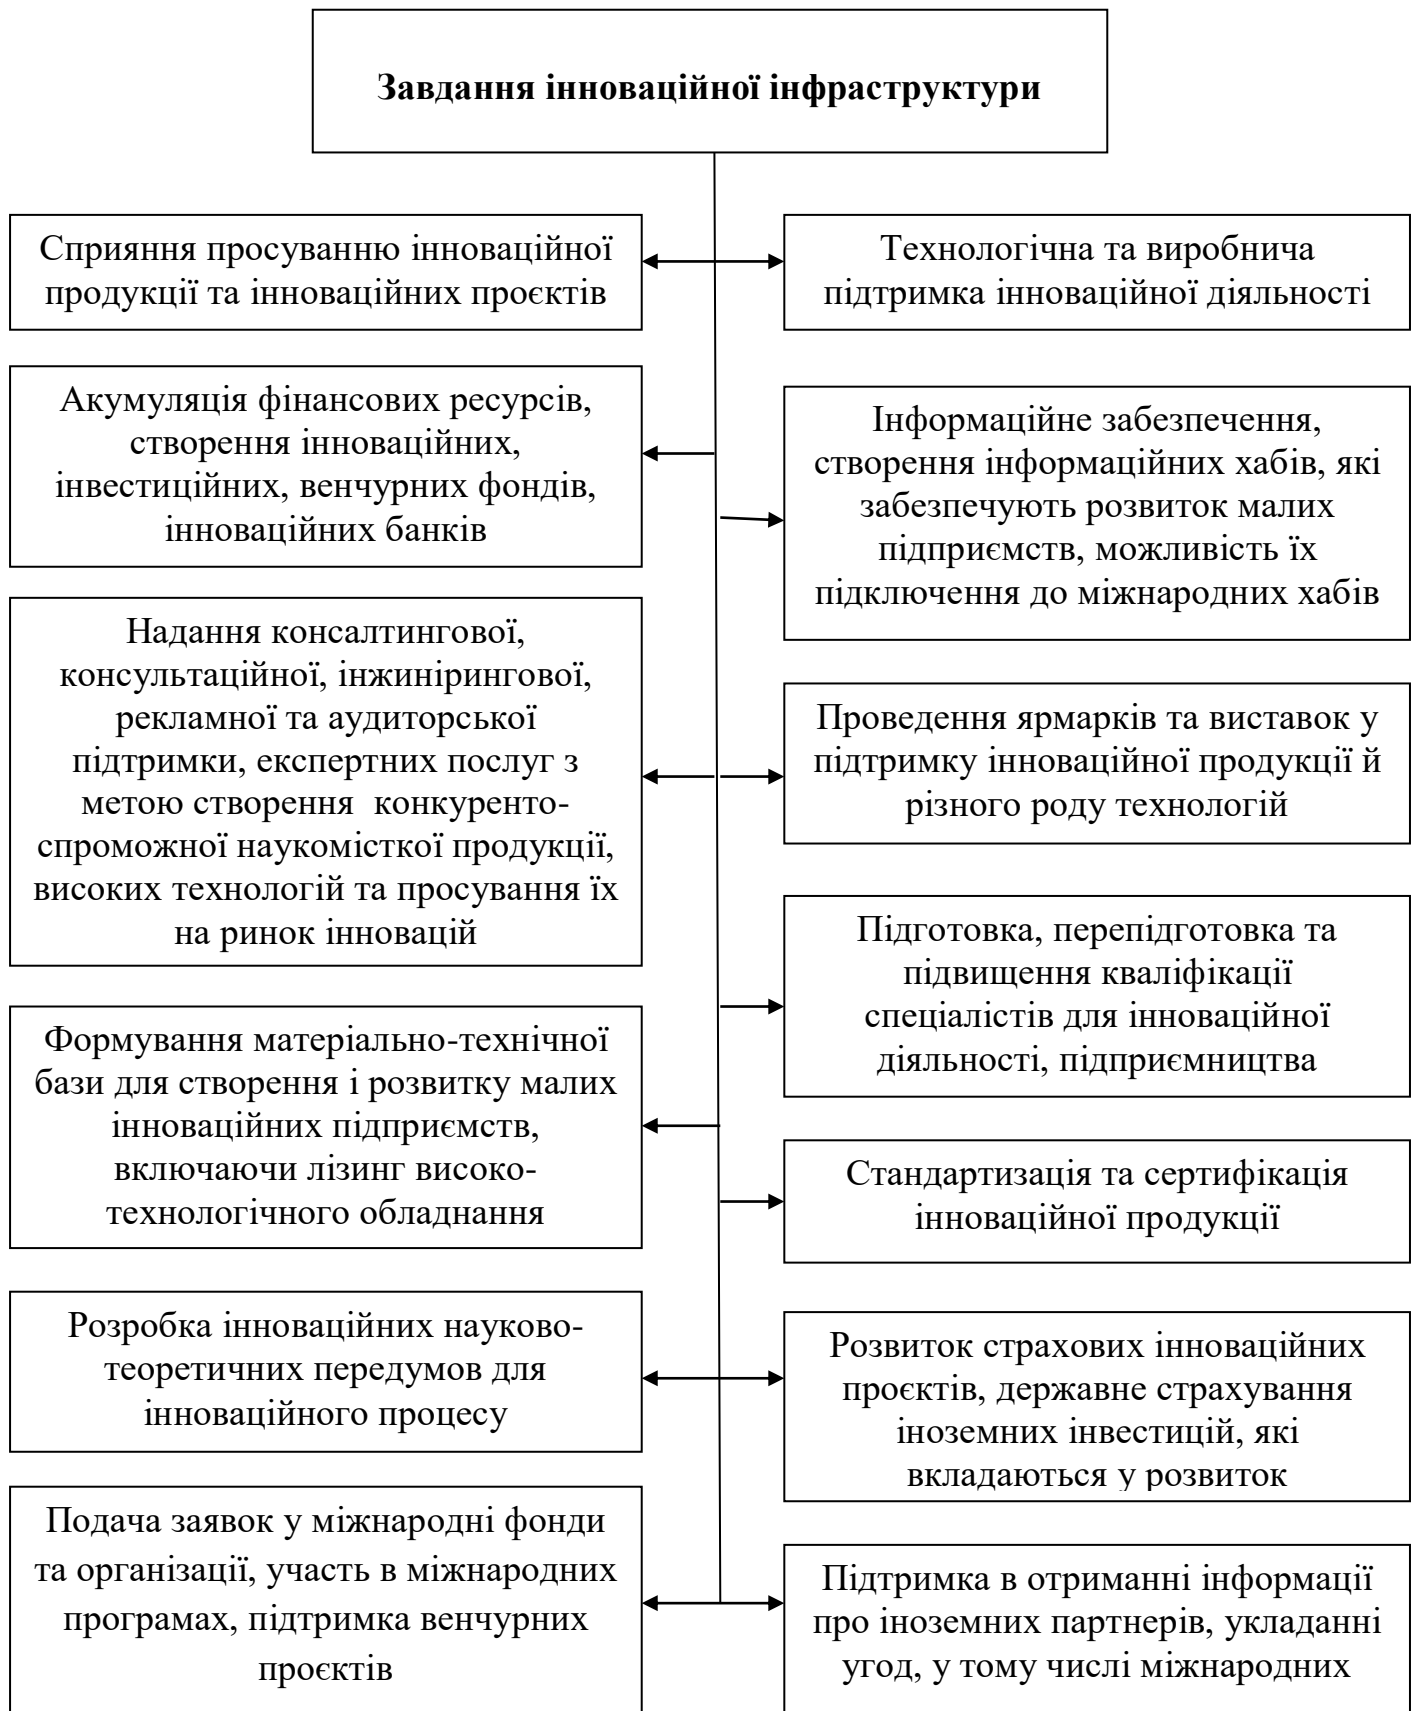 Завдання інноваційної інфраструктури
Сприяння просуванню інноваційної
продукції та інноваційних проєктів
Технологічна та виробнича
підтримка інноваційної діяльності
Акумуляція фінансових ресурсів,
створення інноваційних,
інвестиційних, венчурних фондів,
інноваційних банків
Інформаційне забезпечення,
створення інформаційних хабів, які
забезпечують розвиток малих
підприємств, можливість їх
підключення до міжнародних хабів
Надання консалтингової,
консультаційної, інжинірингової,
рекламної та аудиторської
підтримки, експертних послуг з
метою створення  конкуренто-
спроможної наукомісткої продукції,
високих технологій та просування їх
на ринок інновацій
Проведення ярмарків та виставок у
підтримку інноваційної продукції й
різного роду технологій
Підготовка, перепідготовка та
підвищення кваліфікації
спеціалістів для інноваційної
діяльності, підприємництва
Формування матеріально-технічної
бази для створення і розвитку малих
інноваційних підприємств,
включаючи лізинг високо-
технологічного обладнання
Стандартизація та сертифікація
інноваційної продукції
Розробка інноваційних науково-
теоретичних передумов для
інноваційного процесу
Розвиток страхових інноваційних
проєктів, державне страхування
іноземних інвестицій, які
вкладаються у розвиток
Подача заявок у міжнародні фонди
та організації, участь в міжнародних
програмах, підтримка венчурних
проєктів
Підтримка в отриманні інформації
про іноземних партнерів, укладанні
угод, у тому числі міжнародних